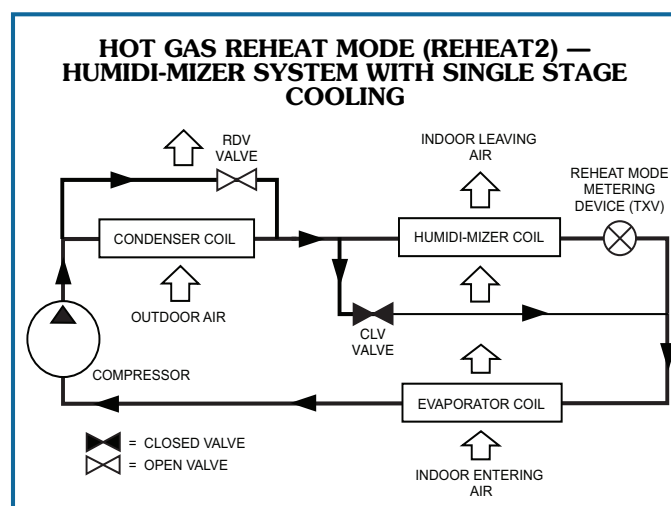 HOT GAS REHEAT MODE (REHEAT2) —
HUMIDI-MIZER SYSTEM WITH SINGLE STAGE
COOLING
RDV
VALVE
INDOOR LEAVING
AIR
REHEAT MODE
METERING
DEVICE (TXV)
CONDENSER COIL
HUMIDI-MIZER COIL
OUTDOOR AIR
CLV
VALVE
COMPRESSOR
EVAPORATOR COIL
= CLOSED VALVE
= OPEN VALVE
INDOOR ENTERING
AIR